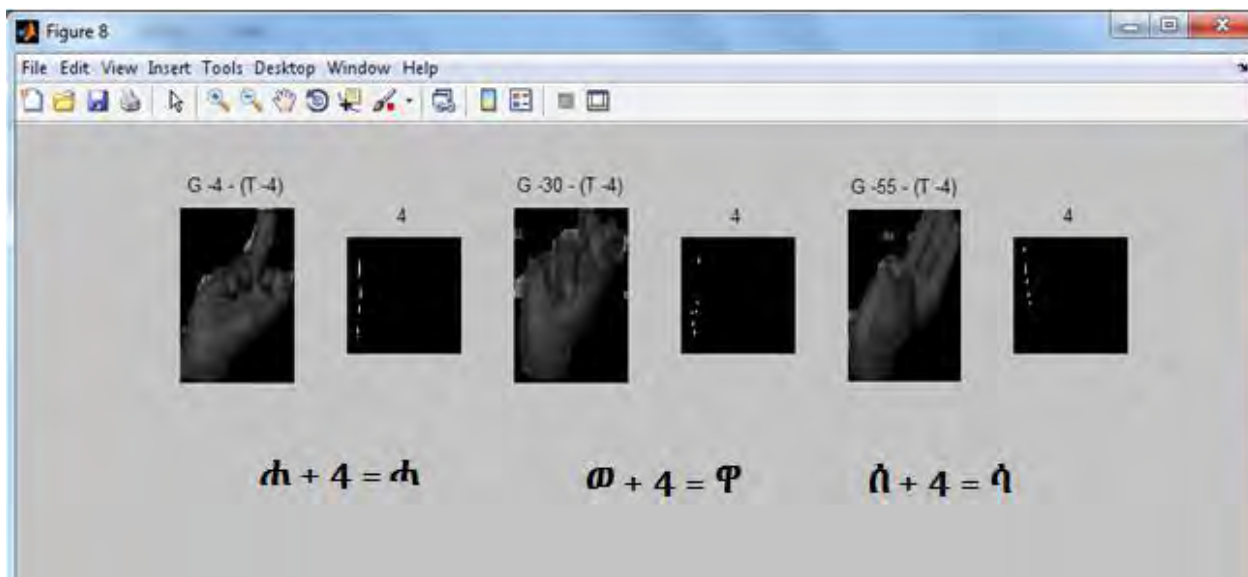 Figure 8
File Edit View Insert Tools Desktop Window Help
G -4 - (T -4)
4
G -30 - (T -4)
4
G -55 - (T -4)
4
ሐ + 4 = ሓ
ወ + 4 = ዋ
ሰ + 4 = ሳ